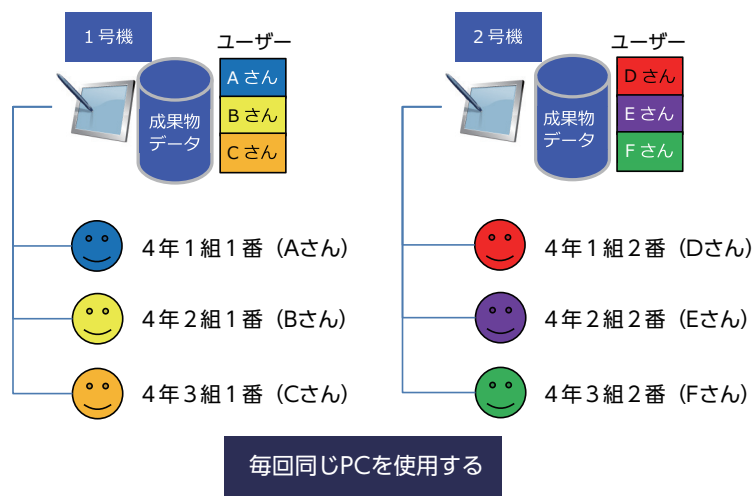 １号機
ユーザー
成果物
データ
A さん
B さん
C さん
４年１組１番（Aさん）
４年２組１番（Bさん）
４年３組１番（Cさん）
２号機
ユーザー
成果物
データ
D さん
E さん
F さん
４年１組２番（Dさん）
４年２組２番（Eさん）
４年３組２番（Fさん）
毎回同じPCを使用する